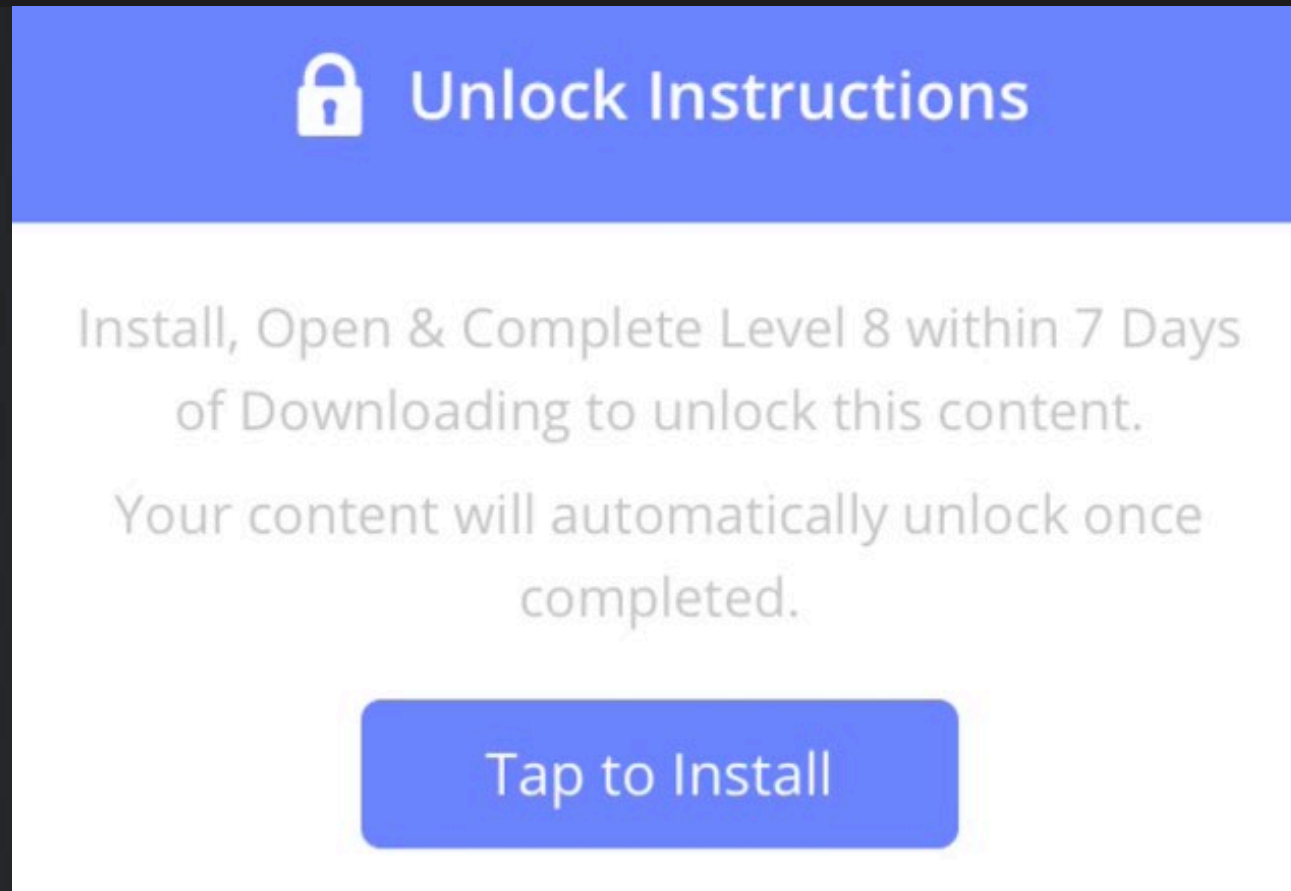 Unlock Instructions
Install, Open & Complete Level 8 within 7 Days
of Downloading to unlock this content.
Your content will automatically unlock once
completed.
Tap to Install